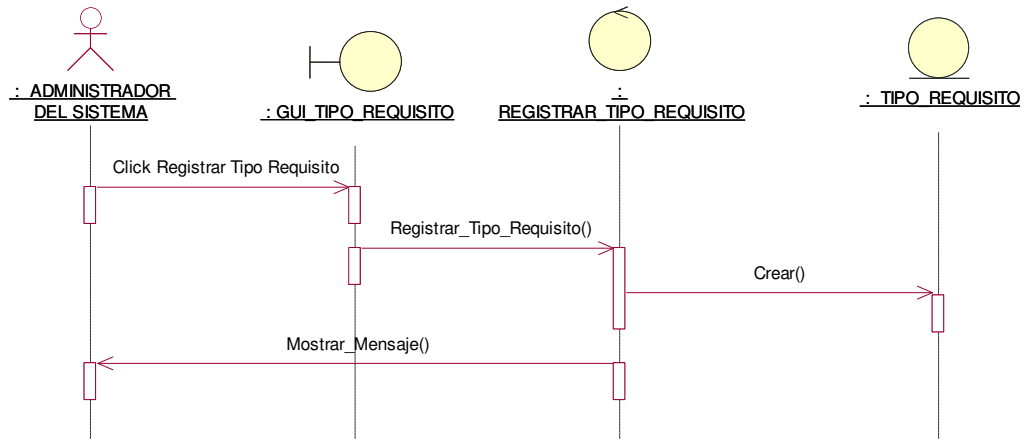 : ADMINISTRADOR
DEL SISTEMA
: GUI_TIPO_REQUISITO
:
REGISTRAR_TIPO_REQUISITO
: TIPO_REQUISITO
Click Registrar Tipo Requisito
Registrar_Tipo_Requisito()
Crear()
Mostrar_Mensaje()